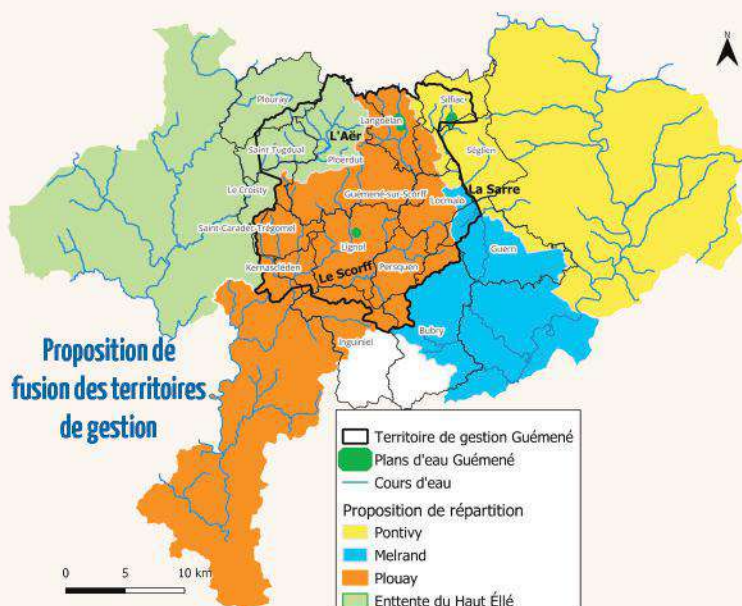 N
Plouray
Silfiac
Langoëlan
L'Aër
Saint-Tugdual
Ploërdut
Séglien
Le Croisty
Guémené-sur-Scorff
La Sarre
Locmalo
Saint-Caradec-Trégomel
Lignol
Guern
Le Scorff
Kernascléden
Persquen
Bubry
Inguiniel
Proposition de
fusion des territoires
de gestion
Territoire de gestion Guémené
Plans d'eau Guémené
Cours d'eau
Proposition de répartition
Pontivy
Melrand
Plouay
Enttente du Haut Éllé
0 5 10 km